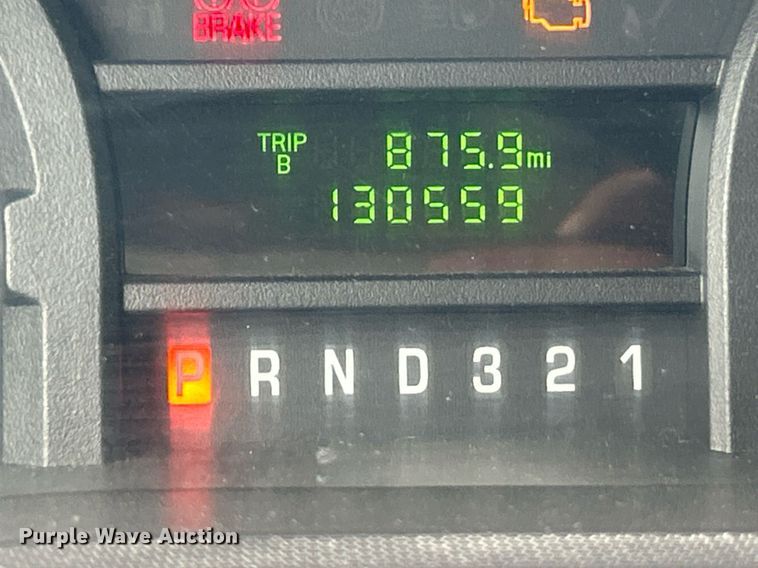 BRAKE
TRIP B 875.9mi
130559
P R N D 3 2 1
Purple Wave Auction